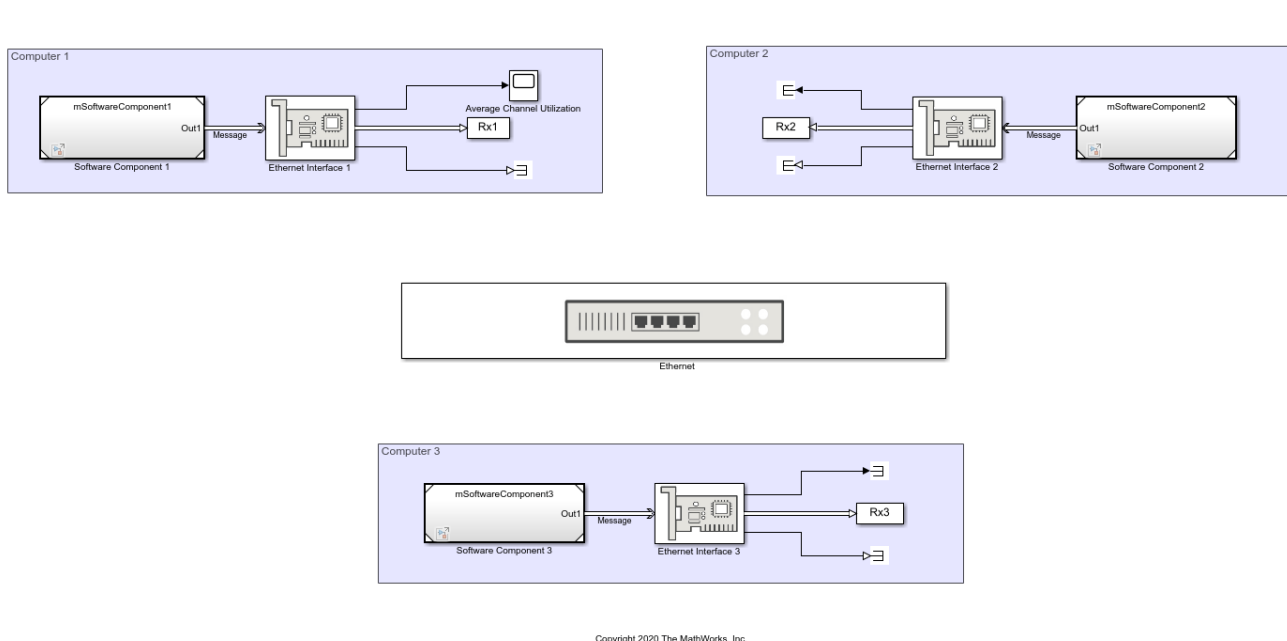 Computer 1
mSoftwareComponent1
Out1
Message
Software Component 1
Ethernet Interface 1
Average Channel Utilization
Rx1
Computer 2
Rx2
Ethernet Interface 2
Message
mSoftwareComponent2
Out1
Software Component 2
Ethernet
Computer 3
mSoftwareComponent3
Out1
Message
Software Component 3
Ethernet Interface 3
Rx3
Copyright 2020 The MathWorks, Inc.